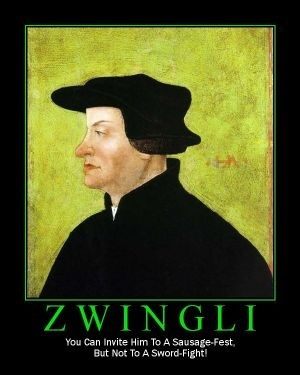 ZWINGLI
You Can Invite Him To A Sausage-Fest,
But Not To A Sword-Fight!